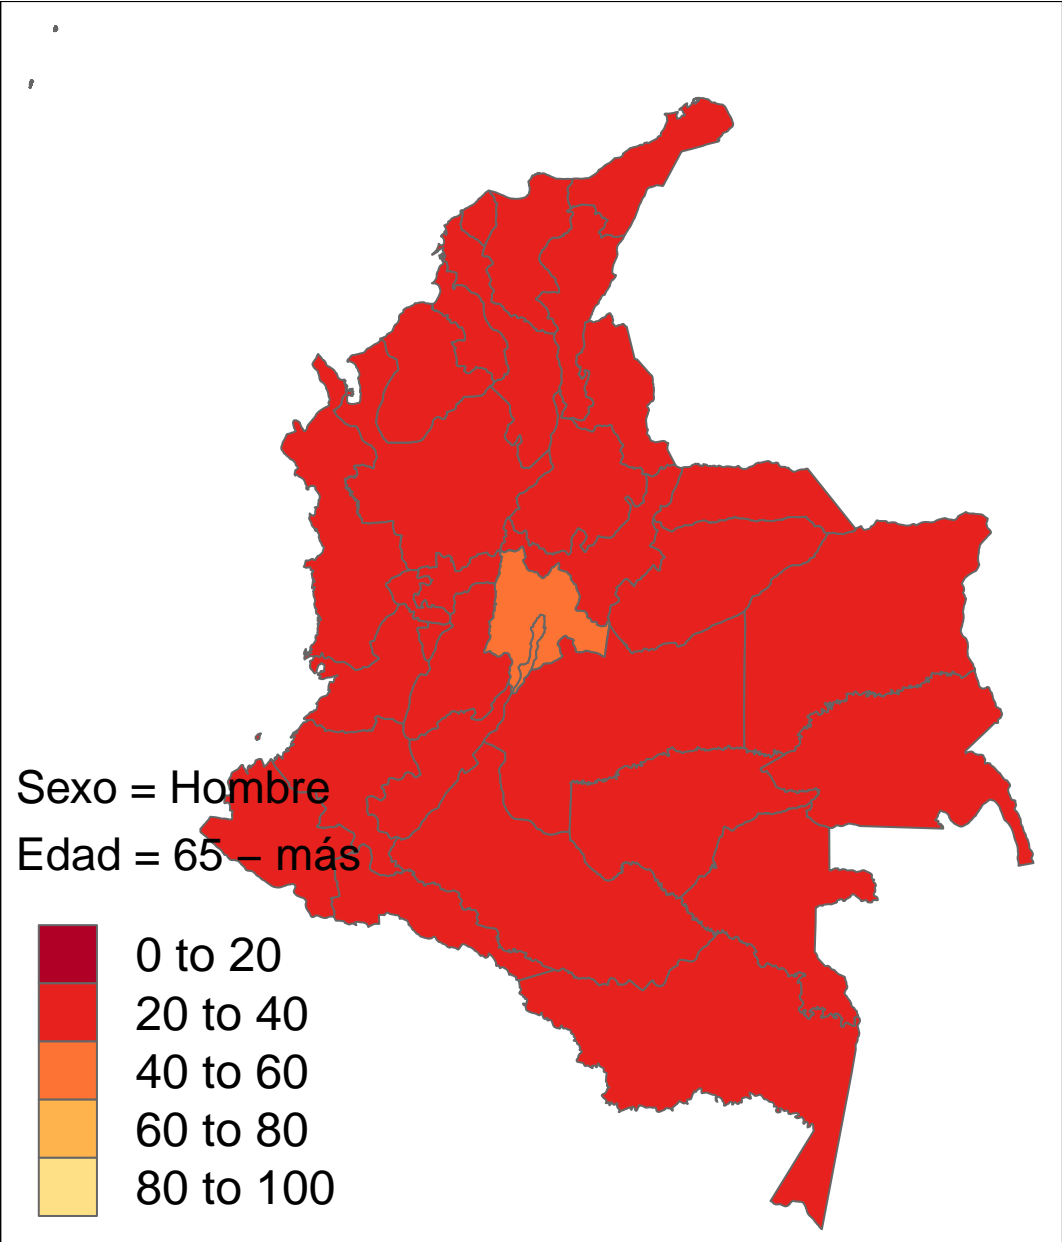 Sexo = Hombre
Edad = 65 – más
0 to 20
20 to 40
40 to 60
60 to 80
80 to 100